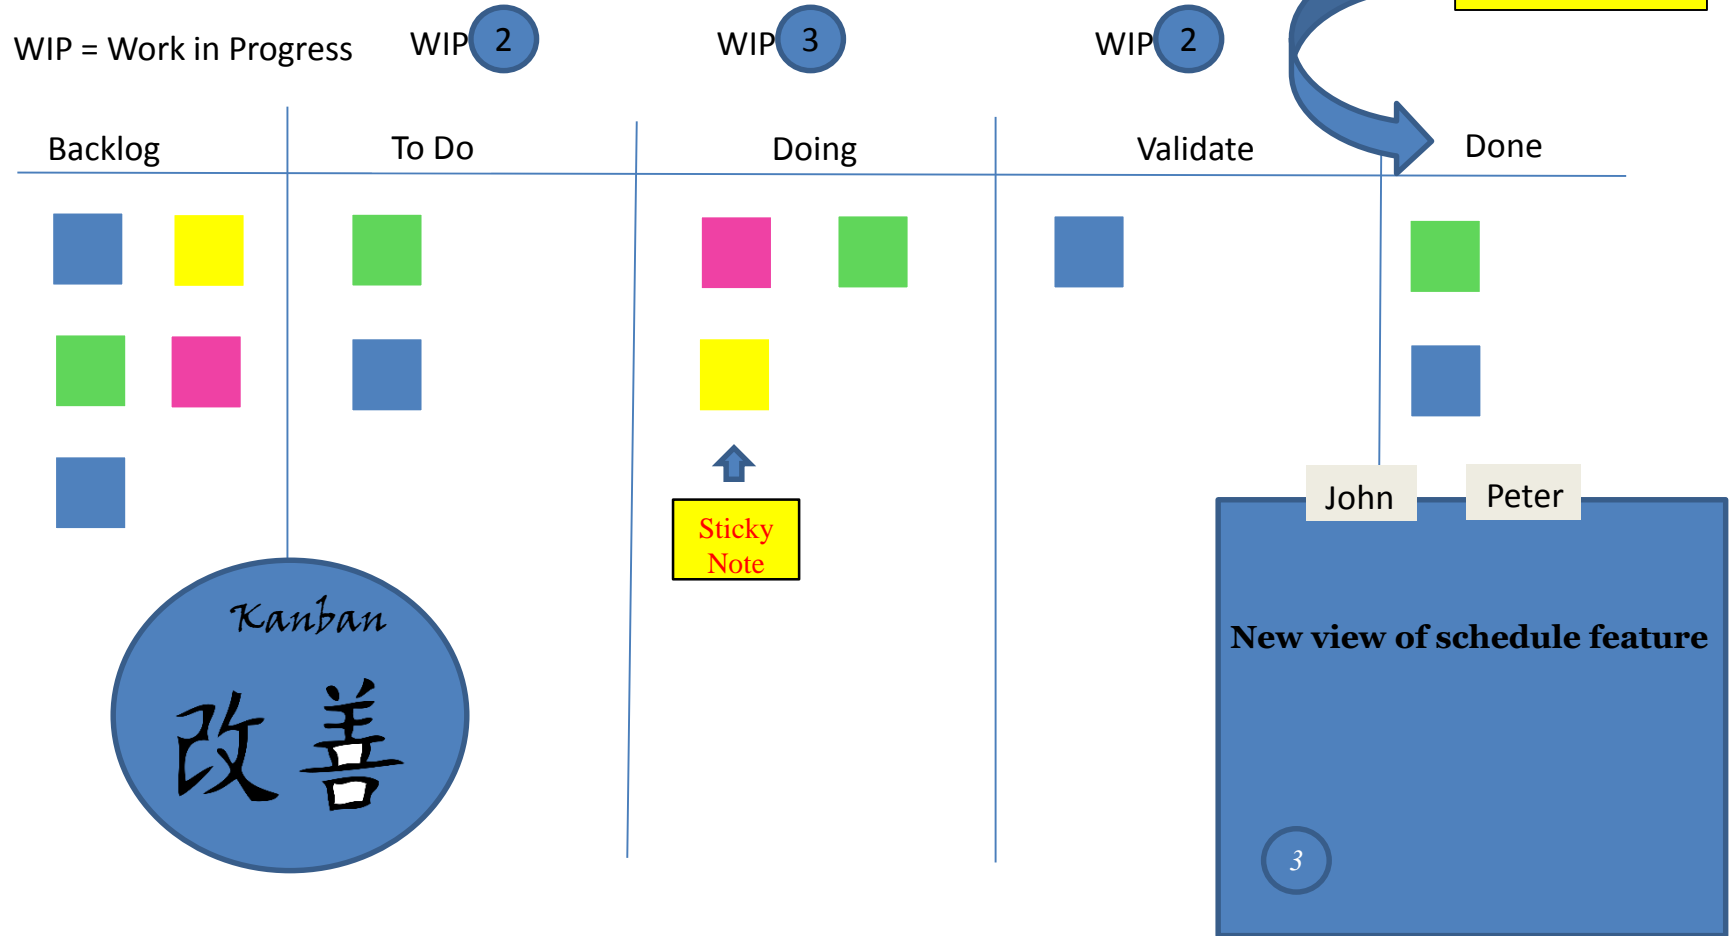 WIP = Work in Progress
WIP 2
WIP 3
WIP 2
Backlog
To Do
Doing
Validate
Done
Sticky
Note
John
Peter
Kanban
改善
New view of schedule feature
3